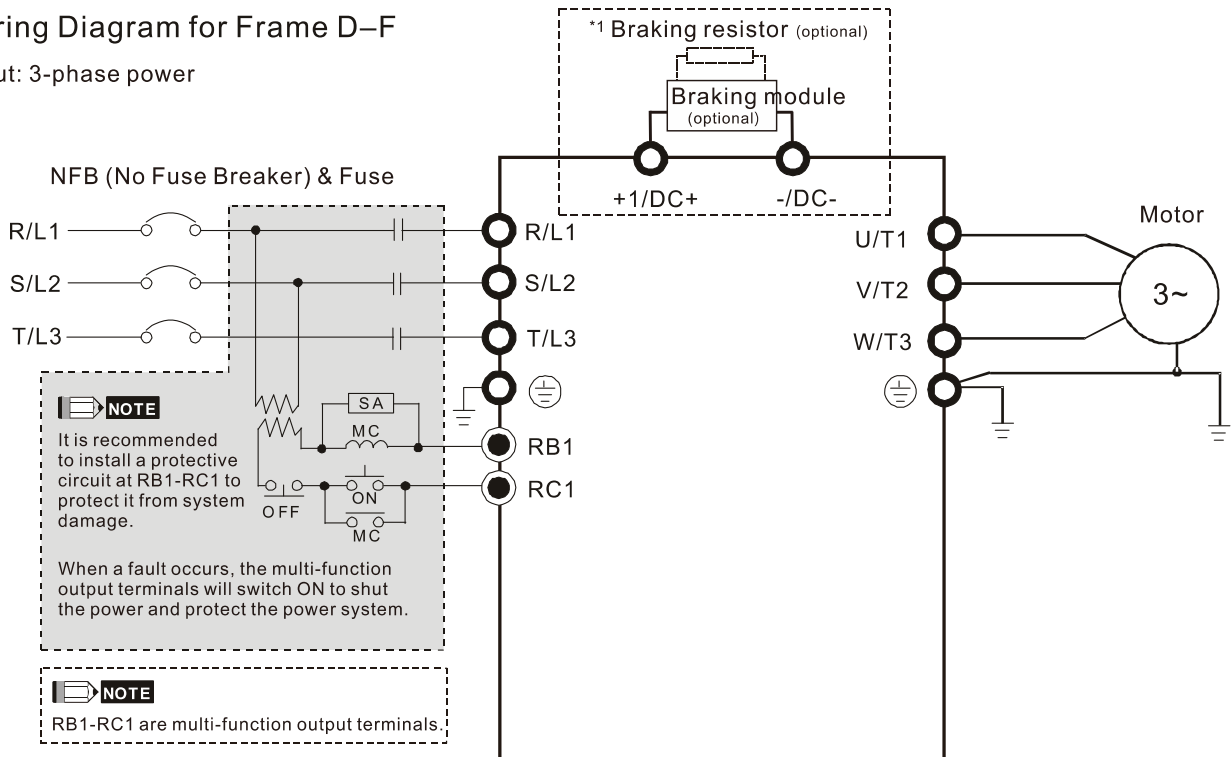 ring Diagram for Frame D–F
ut: 3-phase power
*1 Braking resistor (optional)
Braking module
(optional)
+1/DC+ -/DC-
NFB (No Fuse Breaker) & Fuse
R/L1
S/L2
T/L3
R/L1
S/L2
T/L3
RB1
RC1
U/T1
V/T2
W/T3
Motor
3~
SA
MC
ON
OFF
MC
NOTE
It is recommended
to install a protective
circuit at RB1-RC1 to
protect it from system
damage.
When a fault occurs, the multi-function
output terminals will switch ON to shut
the power and protect the power system.
NOTE
RB1-RC1 are multi-function output terminals.